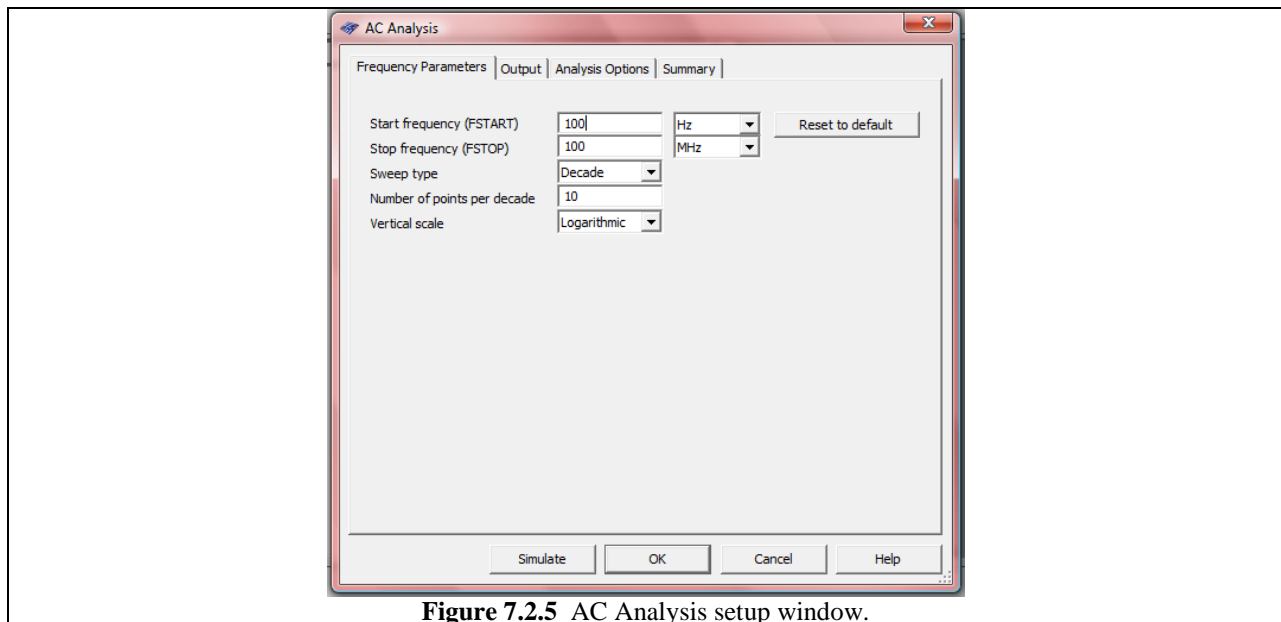 AC Analysis
Frequency Parameters Output Analysis Options Summary
Start frequency (FSTART) 100 Hz Reset to default
Stop frequency (FSTOP) 100 MHz
Sweep type Decade
Number of points per decade 10
Vertical scale Logarithmic
Simulate OK Cancel Help
Figure 7.2.5 AC Analysis setup window.